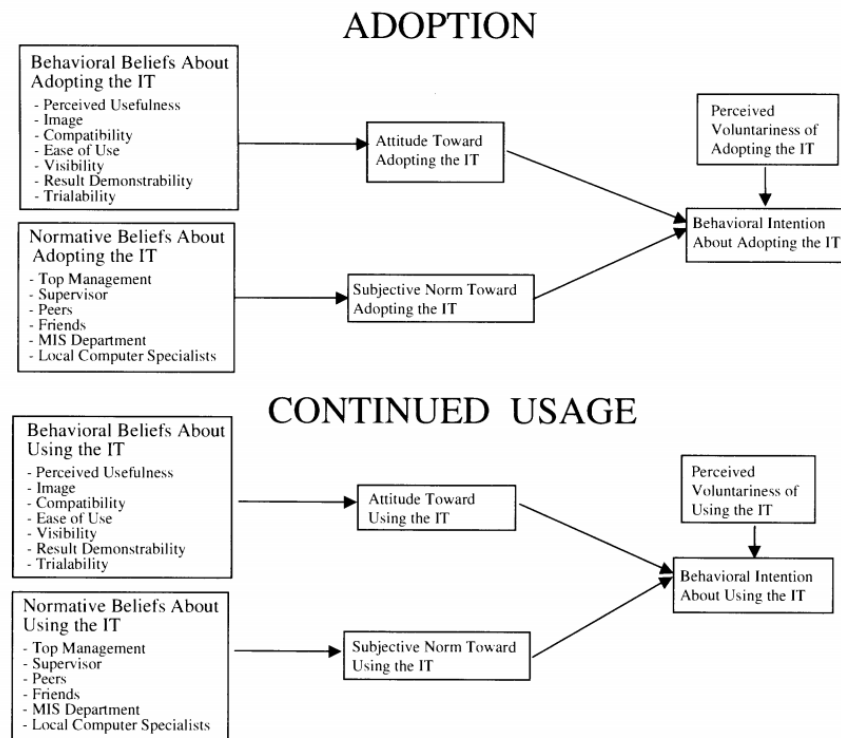 ADOPTION
Behavioral Beliefs About
Adopting the IT
- Perceived Usefulness
- Image
- Compatibility
- Ease of Use
- Visibility
- Result Demonstrability
- Trialability
Attitude Toward
Adopting the IT
Perceived
Voluntariness of
Adopting the IT
Behavioral Intention
About Adopting the IT
Normative Beliefs About
Adopting the IT
- Top Management
- Supervisor
- Peers
- Friends
- MIS Department
- Local Computer Specialists
Subjective Norm Toward
Adopting the IT
CONTINUED USAGE
Behavioral Beliefs About
Using the IT
- Perceived Usefulness
- Image
- Compatibility
- Ease of Use
- Visibility
- Result Demonstrability
- Trialability
Attitude Toward
Using the IT
Perceived
Voluntariness of
Using the IT
Behavioral Intention
About Using the IT
Normative Beliefs About
Using the IT
- Top Management
- Supervisor
- Peers
- Friends
- MIS Department
- Local Computer Specialists
Subjective Norm Toward
Using the IT